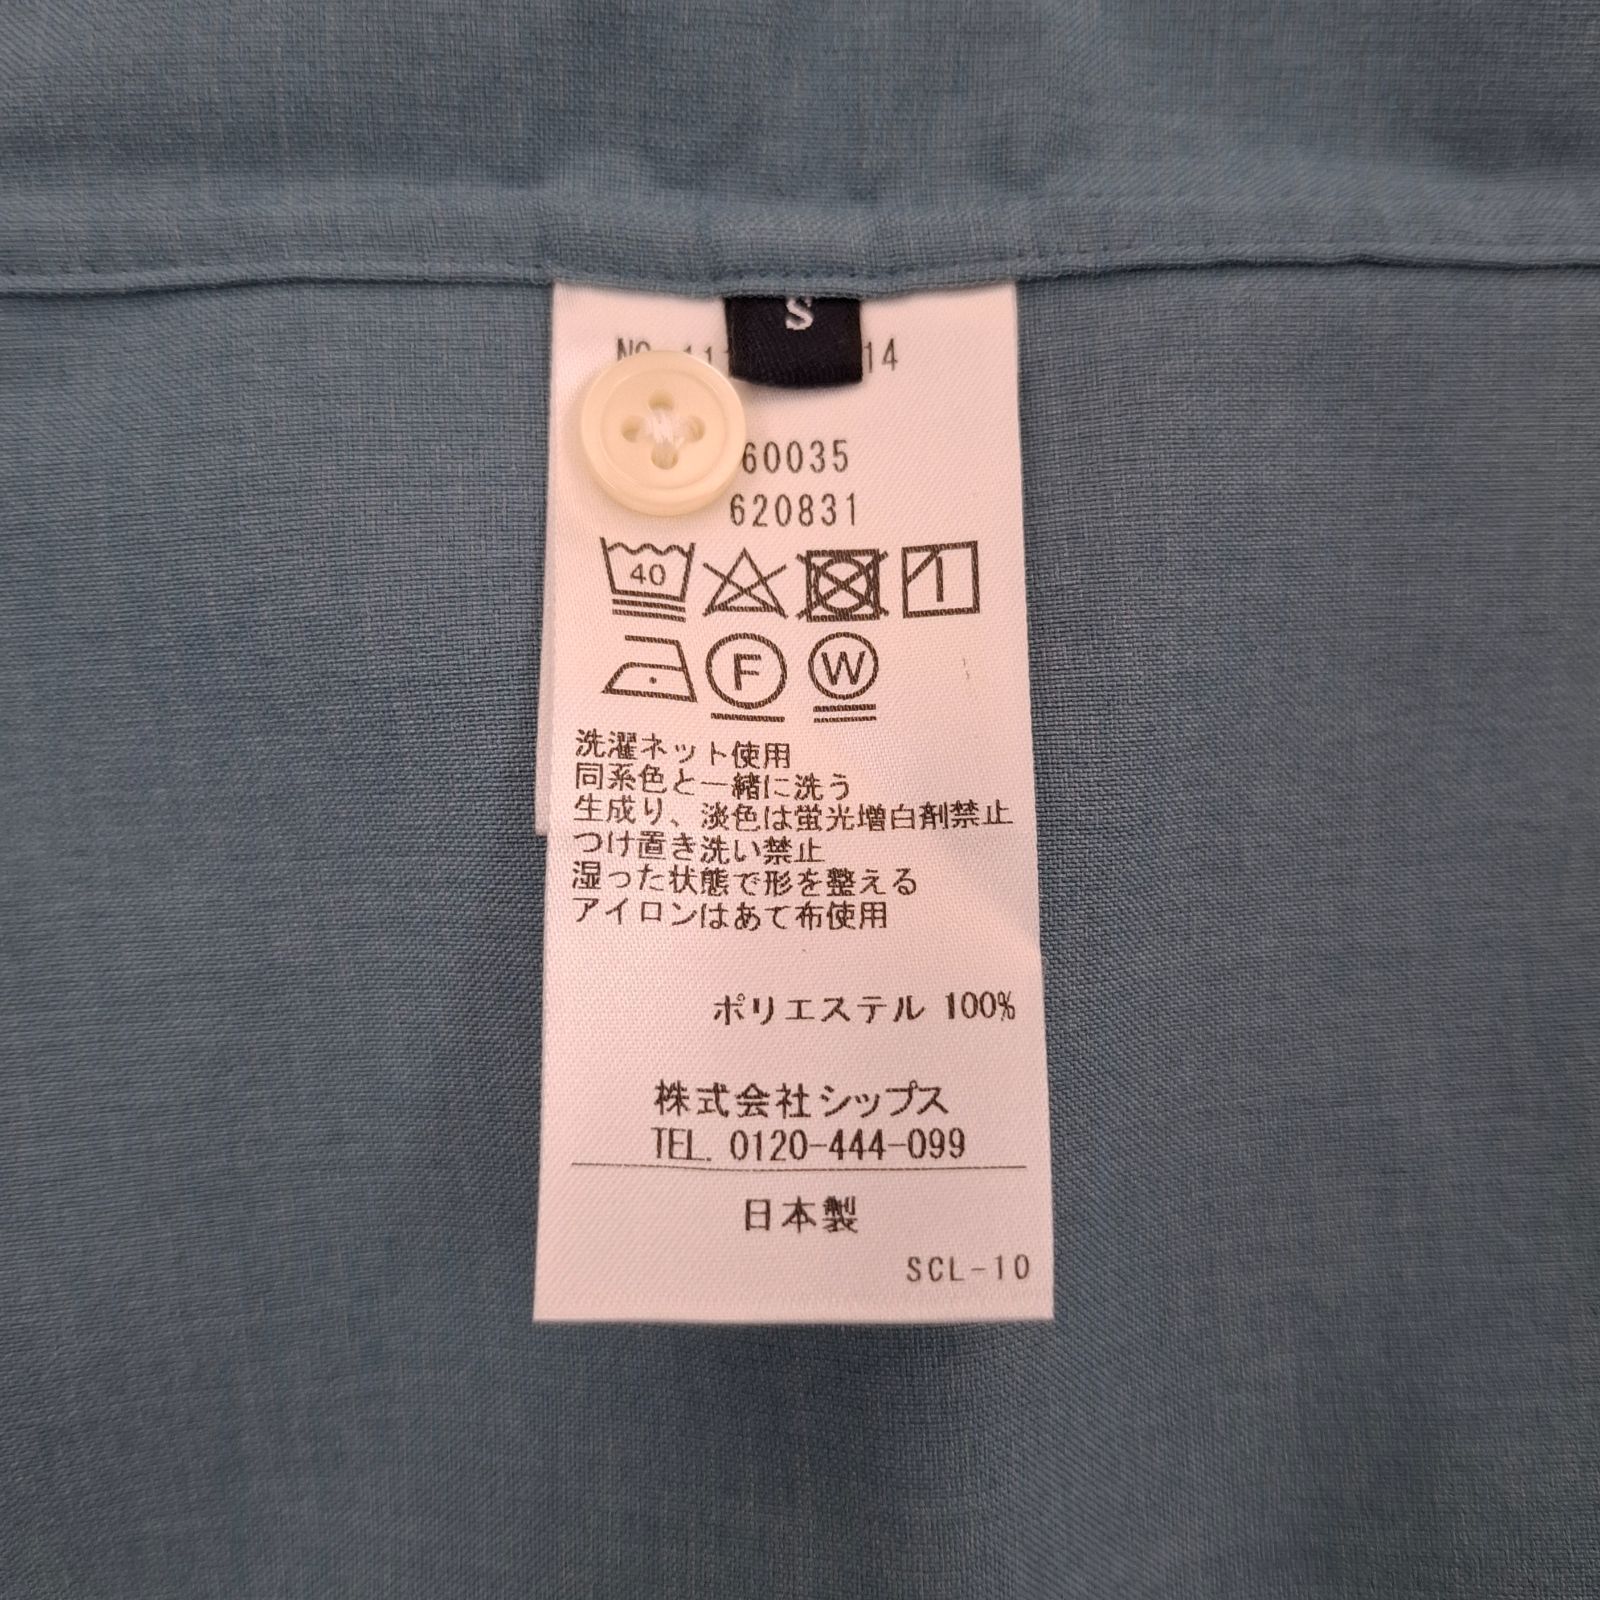 S
14
60035
620831
40
F W
洗濯ネット使用
同系色と一緒に洗う
生成り、淡色は蛍光増白剤禁止
つけ置き洗い禁止
湿った状態で形を整える
アイロンはあて布使用
ポリエステル 100%
株式会社シップス
TEL. 0120-444-099
日本製
SCL-10